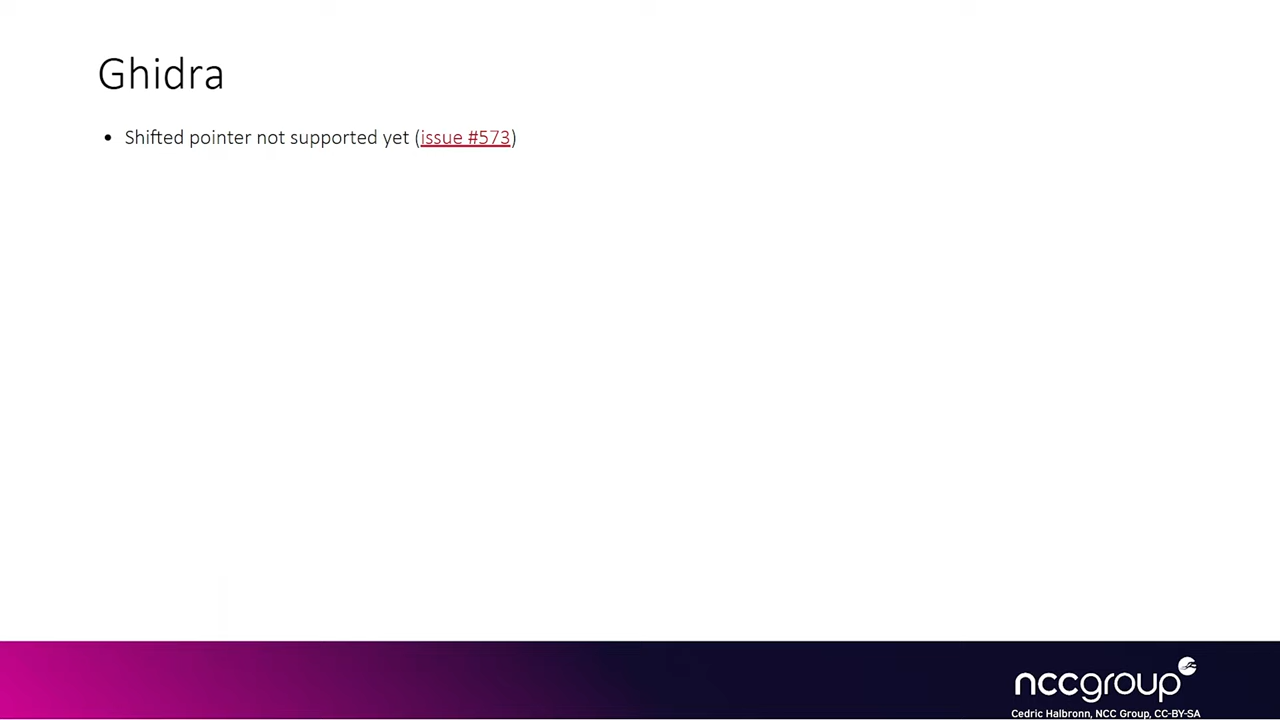 Ghidra
• Shifted pointer not supported yet (issue #573)
nccgroup
Cedric Halbronn, NCC Group, CC-BY-SA